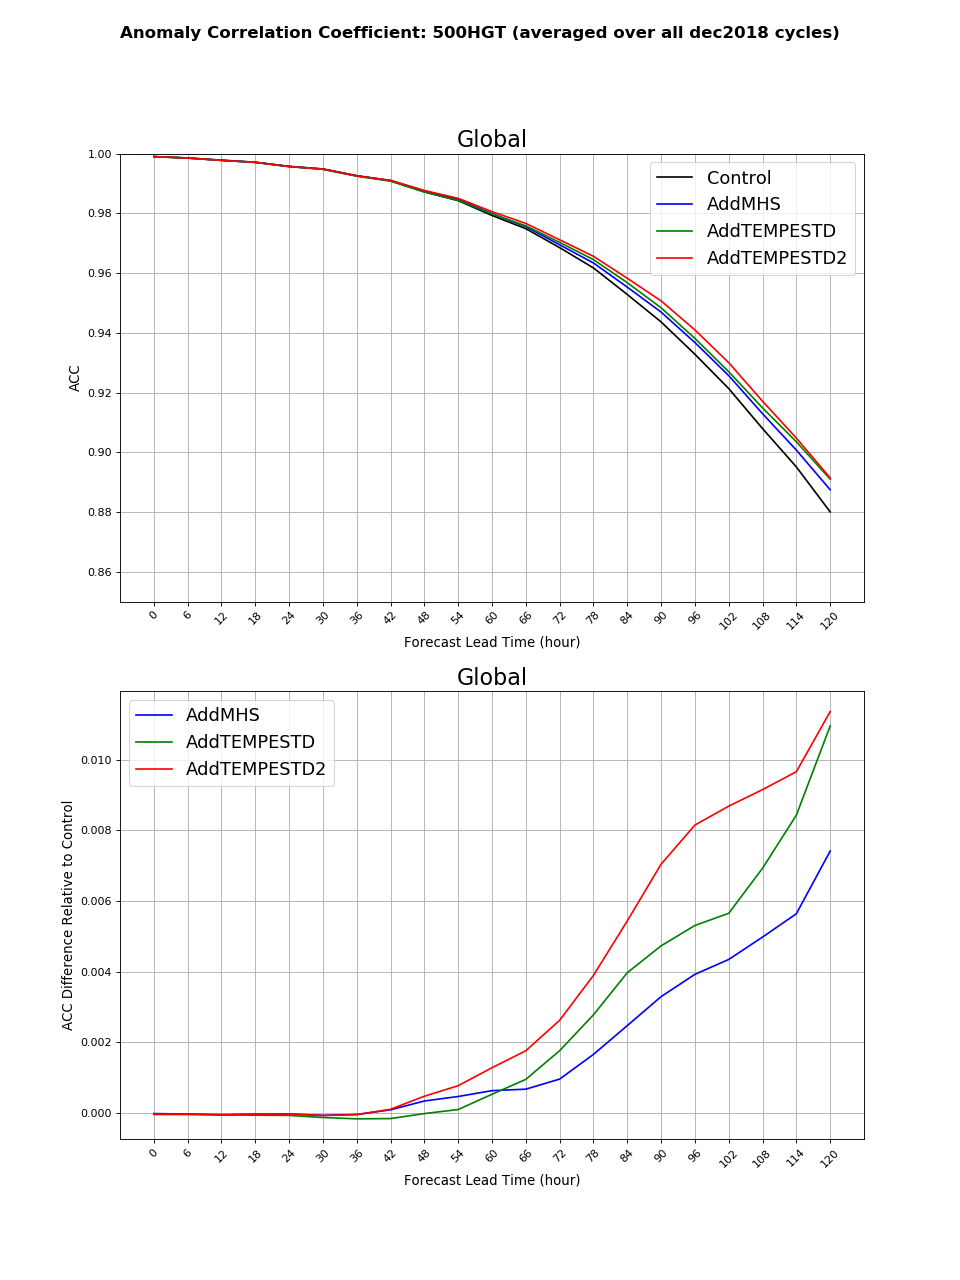 Anomaly Correlation Coefficient: 500HGT (averaged over all dec2018 cycles)
Global
1.00
0.98
0.96
0.94
0.92
0.90
0.88
0.86
ACC
Control
AddMHS
AddTEMPESTD
AddTEMPESTD2
0 6 12 18 24 30 36 42 48 54 60 66 72 78 84 90 96 102 108 114 120
Forecast Lead Time (hour)
Global
AddMHS
AddTEMPESTD
AddTEMPESTD2
0.010
0.008
0.006
0.004
0.002
0.000
ACC Difference Relative to Control
0 6 12 18 24 30 36 42 48 54 60 66 72 78 84 90 96 102 108 114 120
Forecast Lead Time (hour)